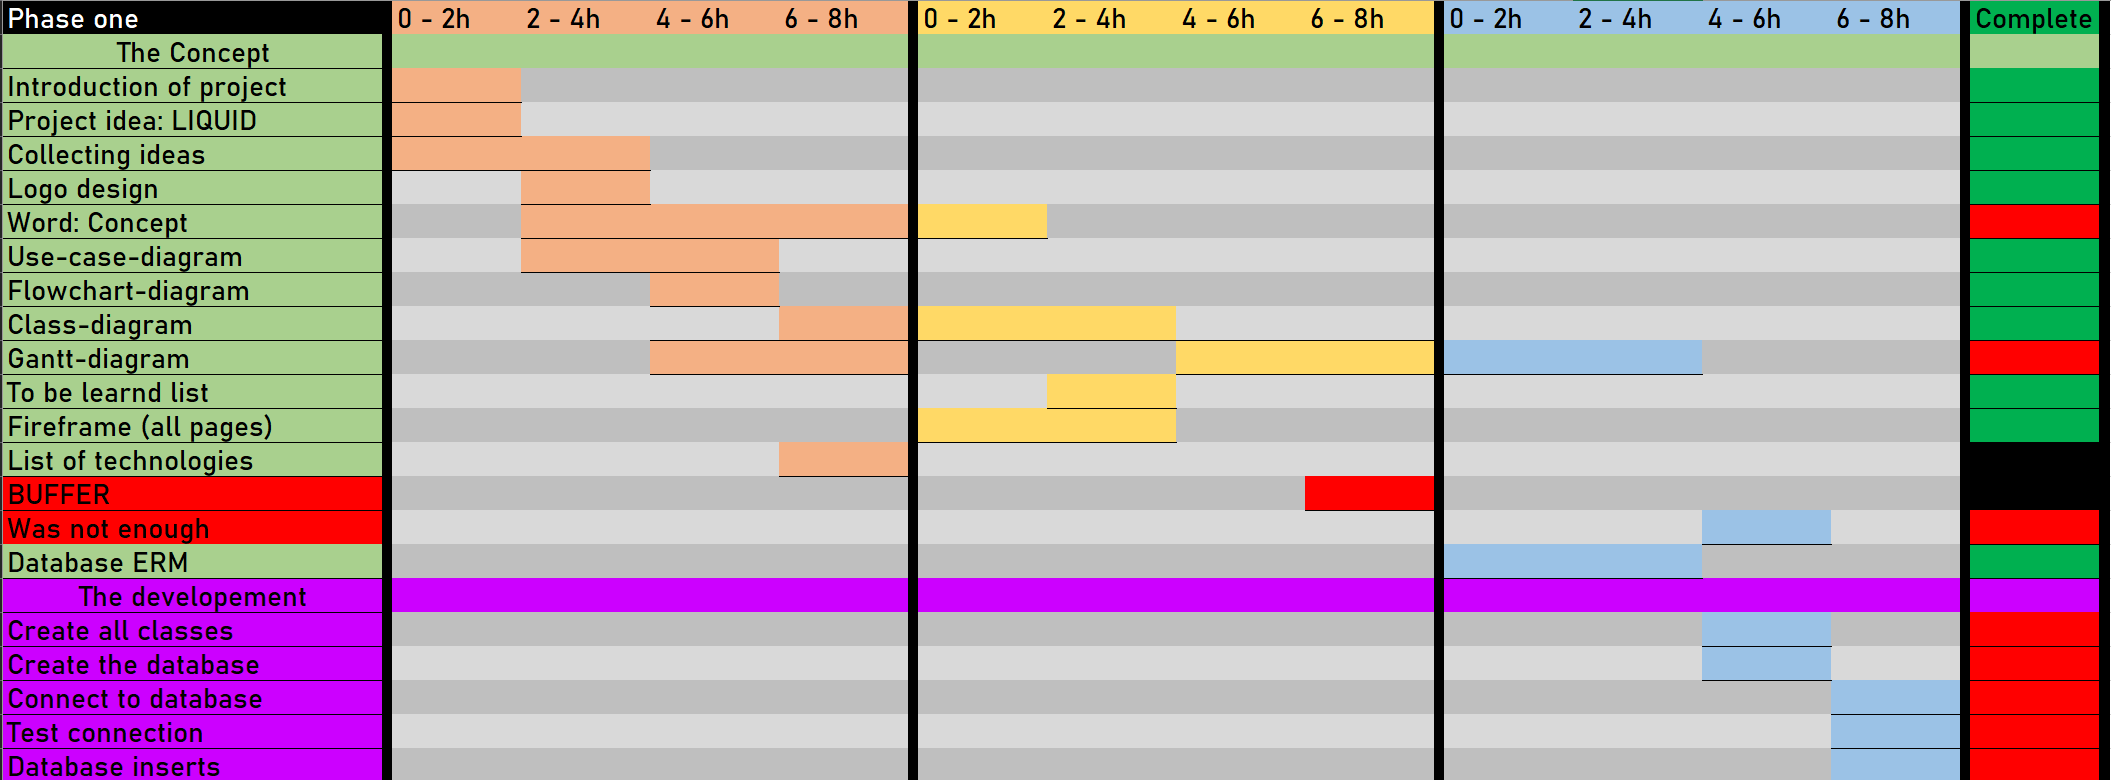 Phase one 0 - 2h 2 - 4h 4 - 6h 6 - 8h 0 - 2h 2 - 4h 4 - 6h 6 - 8h 0 - 2h 2 - 4h 4 - 6h 6 - 8h Complete
The Concept
Introduction of project
Project idea: LIQUID
Collecting ideas
Logo design
Word: Concept
Use-case-diagram
Flowchart-diagram
Class-diagram
Gantt-diagram
To be learnd list
Fireframe (all pages)
List of technologies
BUFFER
Was not enough
Database ERM
The developement
Create all classes
Create the database
Connect to database
Test connection
Database inserts